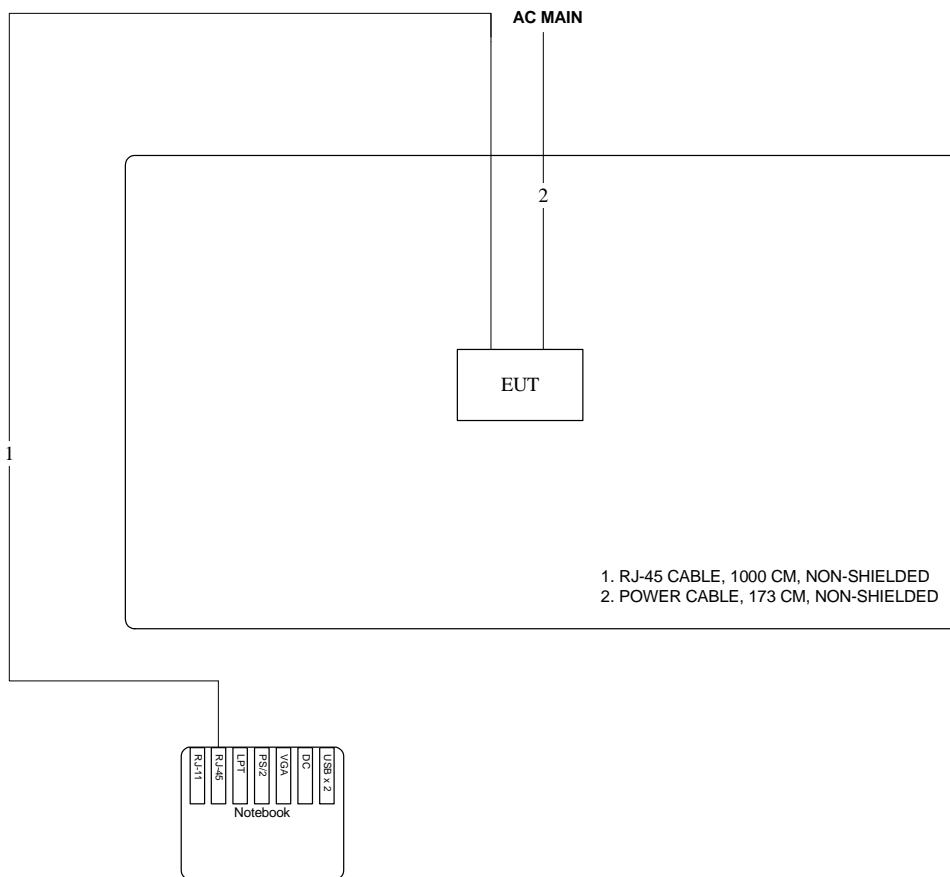 AC MAIN
2
EUT
1
1. RJ-45 CABLE, 1000 CM, NON-SHIELDED
2. POWER CABLE, 173 CM, NON-SHIELDED
RJ-11
RJ-45
LPT
PS/2
VGA
DC
USB x 2
Notebook